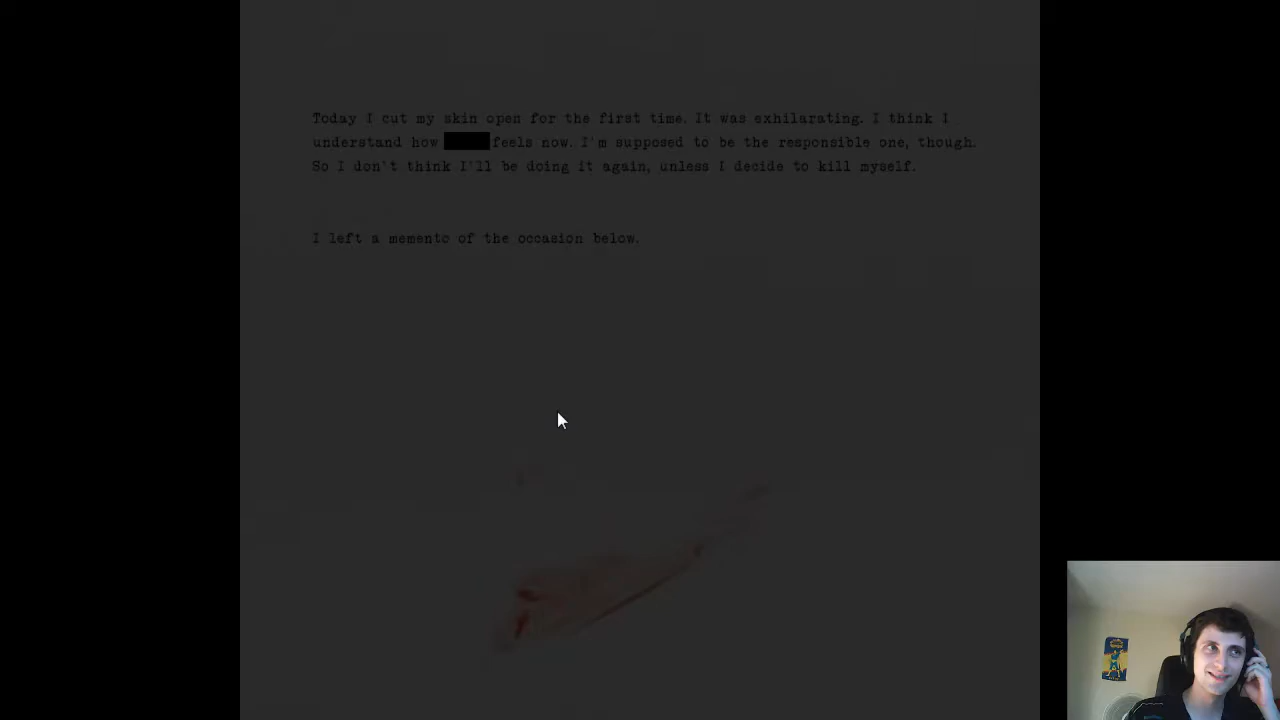 Today I cut my skin open for the first time. It was exhilarating. I think I
understand how feels now. I'm supposed to be the responsible one, though.
So I don't think I'll be doing it again, unless I decide to kill myself.
I left a memento of the occasion below.